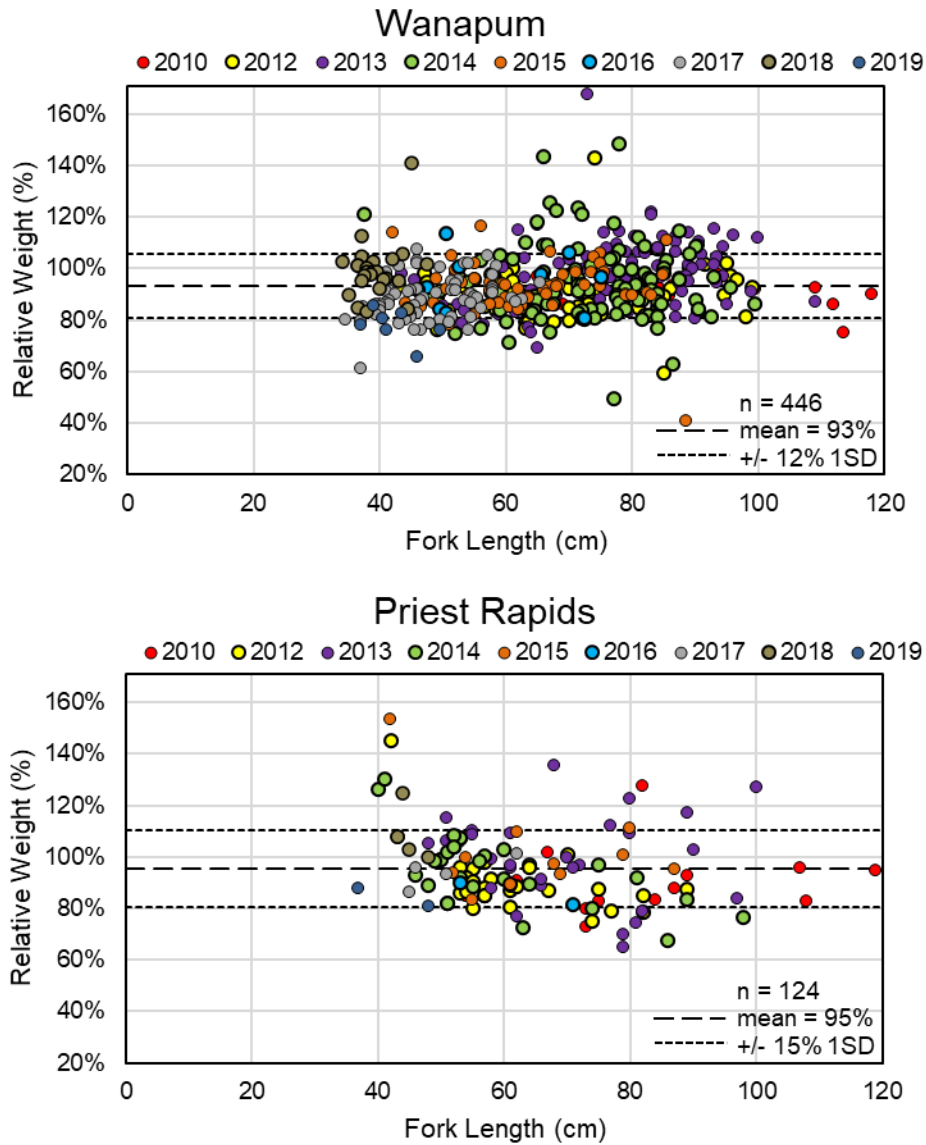 Wanapum
2010 2012 2013 2014 2015 2016 2017 2018 2019
Relative Weight (%)
160%
140%
120%
100%
80%
60%
40%
20%
n = 446
mean = 93%
+/- 12% 1SD
0 20 40 60 80 100 120
Fork Length (cm)
Priest Rapids
2010 2012 2013 2014 2015 2016 2017 2018 2019
Relative Weight (%)
160%
140%
120%
100%
80%
60%
40%
20%
n = 124
mean = 95%
+/- 15% 1SD
0 20 40 60 80 100 120
Fork Length (cm)